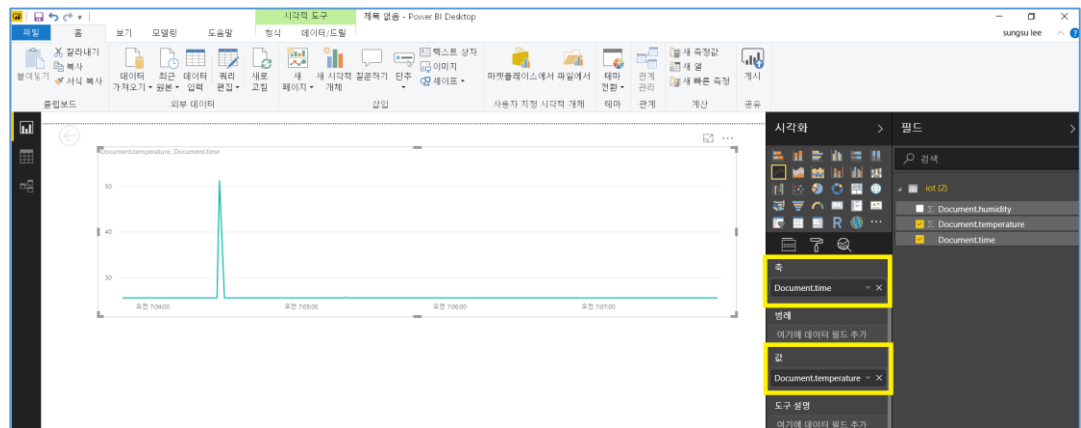 시각적 도구
제목 없음 - Power BI Desktop
파일 홈 보기 모델링 도움말 형식 데이터/드릴
sungsu lee
붙여넣기
잘라내기
복사
서식 복사
클립보드
데이터 가져오기
최근 원본
데이터 입력
쿼리 편집
외부 데이터
새로 고침
새 페이지
새 시각적 개체
질문하기
단추
텍스트 상자
이미지
셰이프
삽입
마켓플레이스에서
파일에서
사용자 지정 시각적 개체
테마 전환
테마
관계 관리
관계
새 측정값
새 열
새 빠른 측정
계산
게시
공유
Document.temperature, Document.time
50
40
30
오전 7:04:00 오전 7:05:00 오전 7:06:00 오전 7:07:00
시각화
R
축
Document.time
범례
여기에 데이터 필드 추가
값
Document.temperature
도구 설명
여기에 데이터 필드 추가
필드
검색
iot (2)
Document.humidity
Document.temperature
Document.time